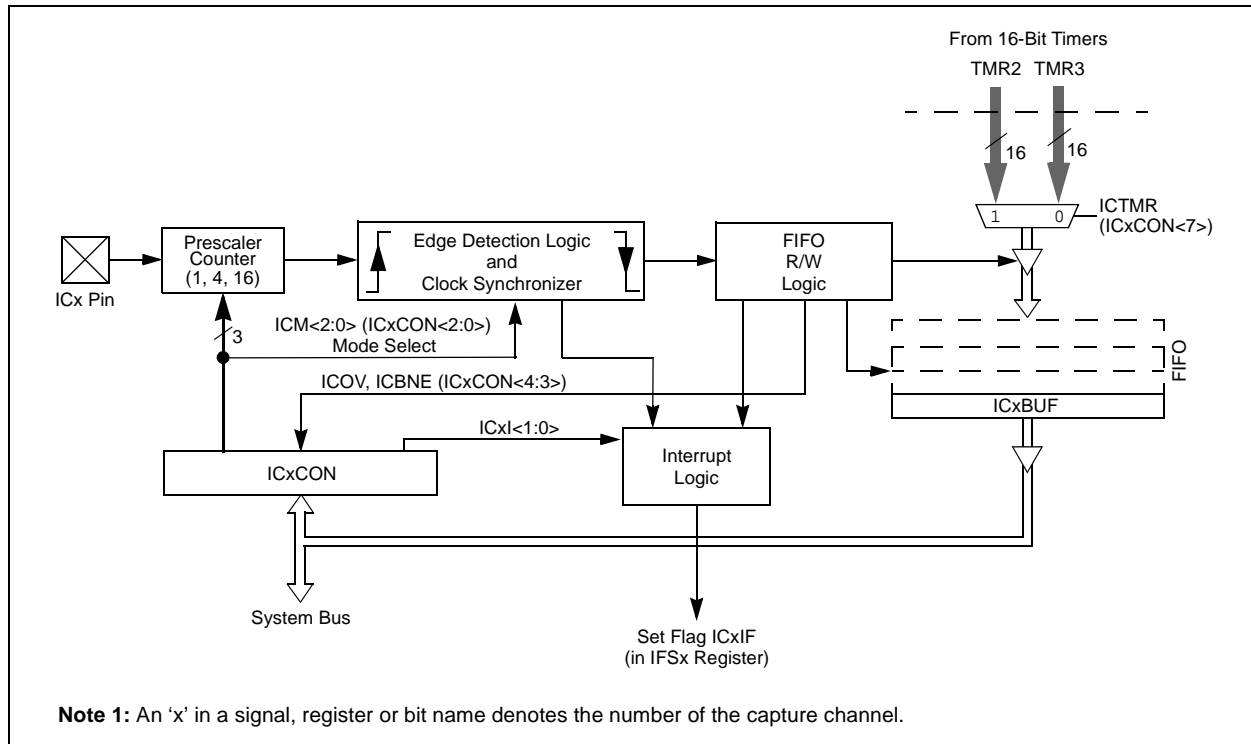 From 16-Bit Timers
TMR2 TMR3
16
16
1 0
ICTMR
(ICxCON<7>)
Prescaler
Counter
(1, 4, 16)
Edge Detection Logic
and
Clock Synchronizer
FIFO
R/W
Logic
ICx Pin
3
ICM<2:0> (ICxCON<2:0>)
Mode Select
FIFO
ICOV, ICBNE (ICxCON<4:3>)
ICxBUF
ICxI<1:0>
ICxCON
Interrupt
Logic
System Bus
Set Flag ICxIF
(in IFSx Register)
Note 1: An ‘x’ in a signal, register or bit name denotes the number of the capture channel.